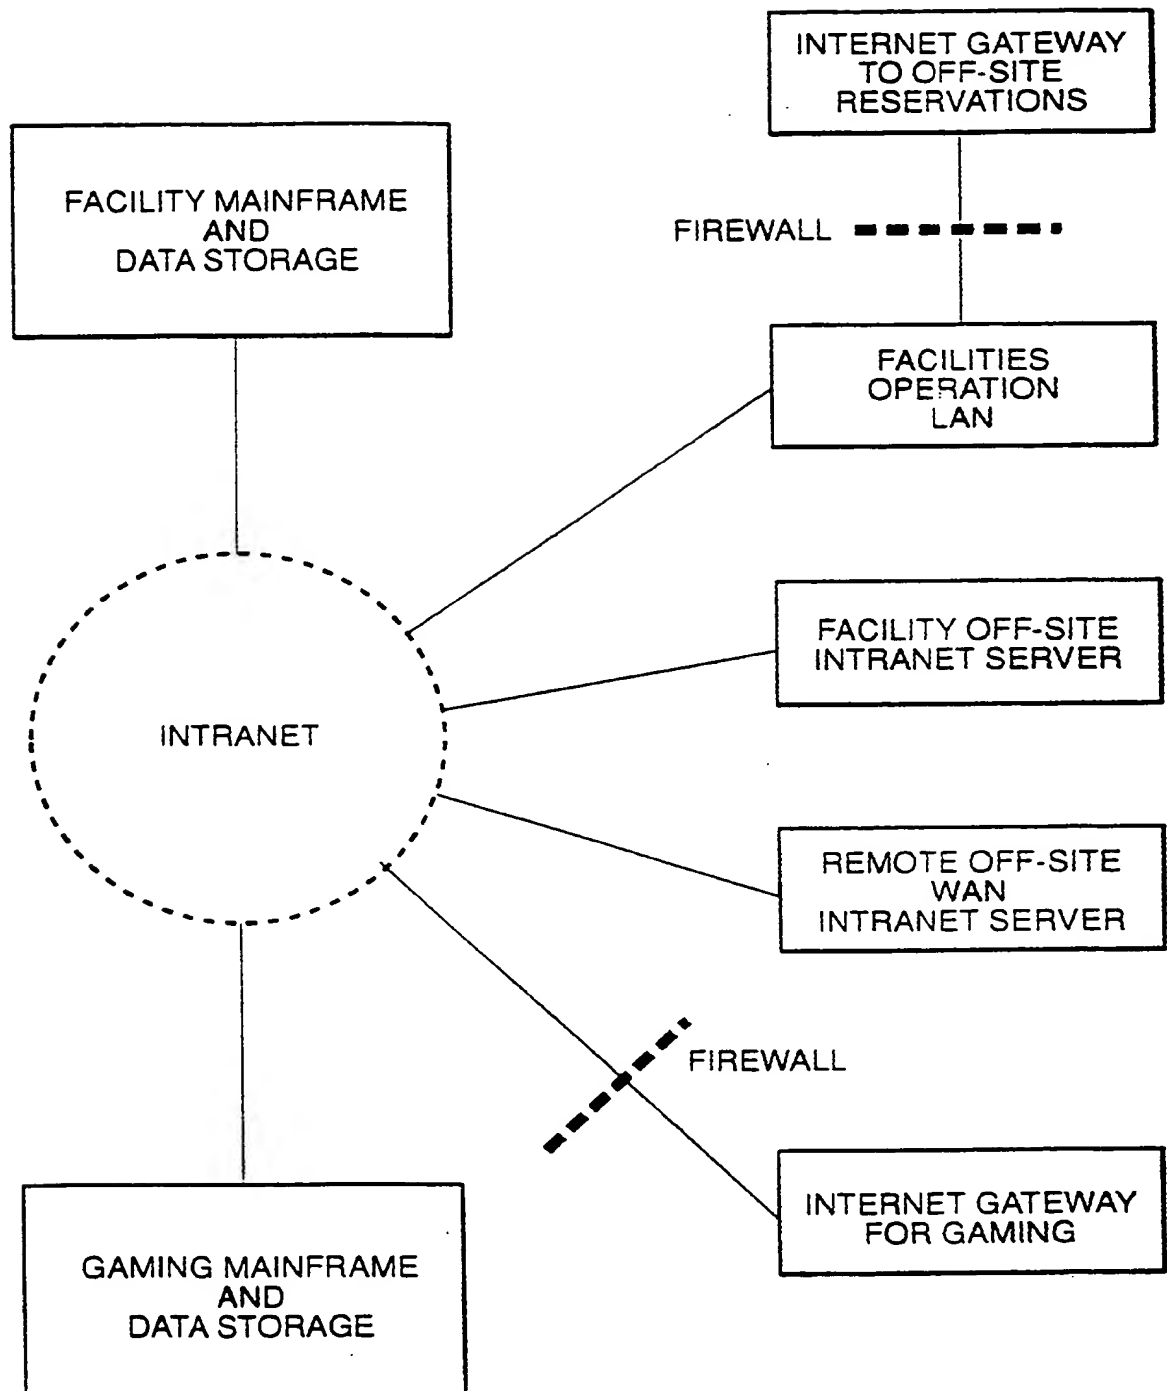 INTERNET GATEWAY
TO OFF-SITE
RESERVATIONS
FACILITY MAINFRAME
AND
DATA STORAGE
FIREWALL
FACILITIES
OPERATION
LAN
FACILITY OFF-SITE
INTRANET SERVER
INTRANET
REMOTE OFF-SITE
WAN
INTRANET SERVER
FIREWALL
INTERNET GATEWAY
FOR GAMING
GAMING MAINFRAME
AND
DATA STORAGE